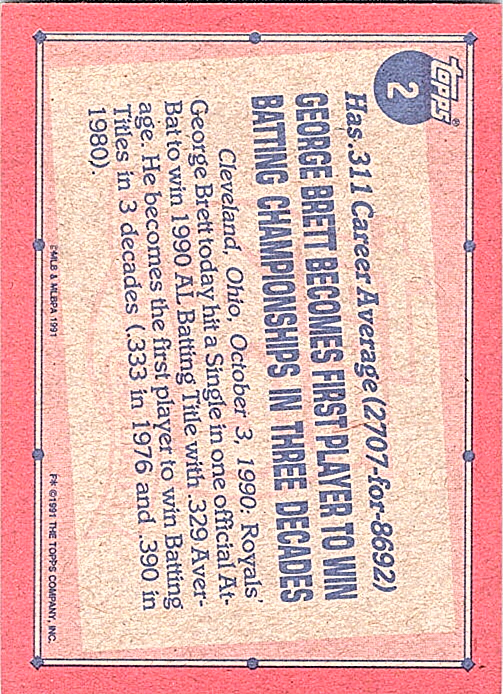 TOPPS®
2
Has .311 Career Average (2707-for-8692)
GEORGE BRETT BECOMES FIRST PLAYER TO WIN
BATTING CHAMPIONSHIPS IN THREE DECADES
Cleveland, Ohio, October 3, 1990: Royals'
George Brett today hit a Single in one official At-
Bat to win 1990 AL Batting Title with .329 Aver-
age. He becomes the first player to win Batting
Titles in 3 decades (.333 in 1976 and .390 in
1980).
©MLB & MLBPA 1991
F* ©1991 THE TOPPS COMPANY, INC.